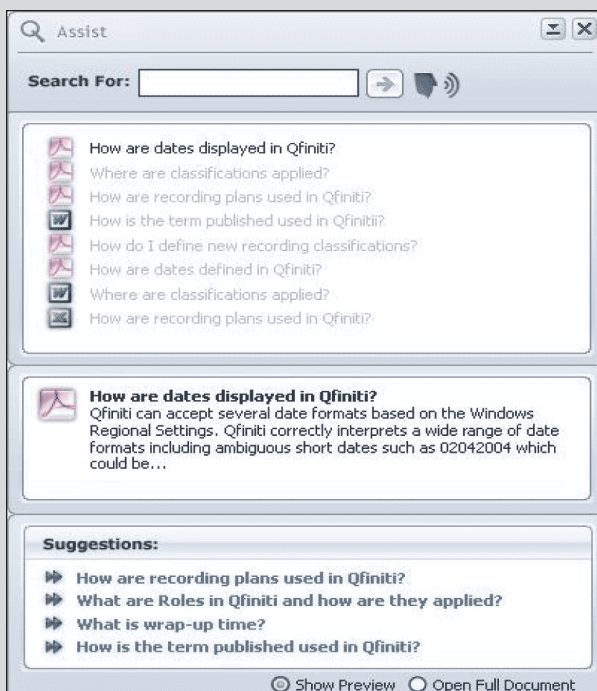 Assist
Search For:
How are dates displayed in Qfiniti?
Where are classifications applied?
How are recording plans used in Qfiniti?
How is the term published used in Qfinitii?
How do I define new recording classifications?
How are dates defined in Qfiniti?
Where are classifications applied?
How are recording plans used in Qfiniti?
How are dates displayed in Qfiniti?
Qfiniti can accept several date formats based on the Windows
Regional Settings. Qfiniti correctly interprets a wide range of date
formats including ambiguous short dates such as 02042004 which
could be...
Suggestions:
How are recording plans used in Qfiniti?
What are Roles in Qfiniti and how are they applied?
What is wrap-up time?
How is the term published used in Qfiniti?
Show Preview Open Full Document